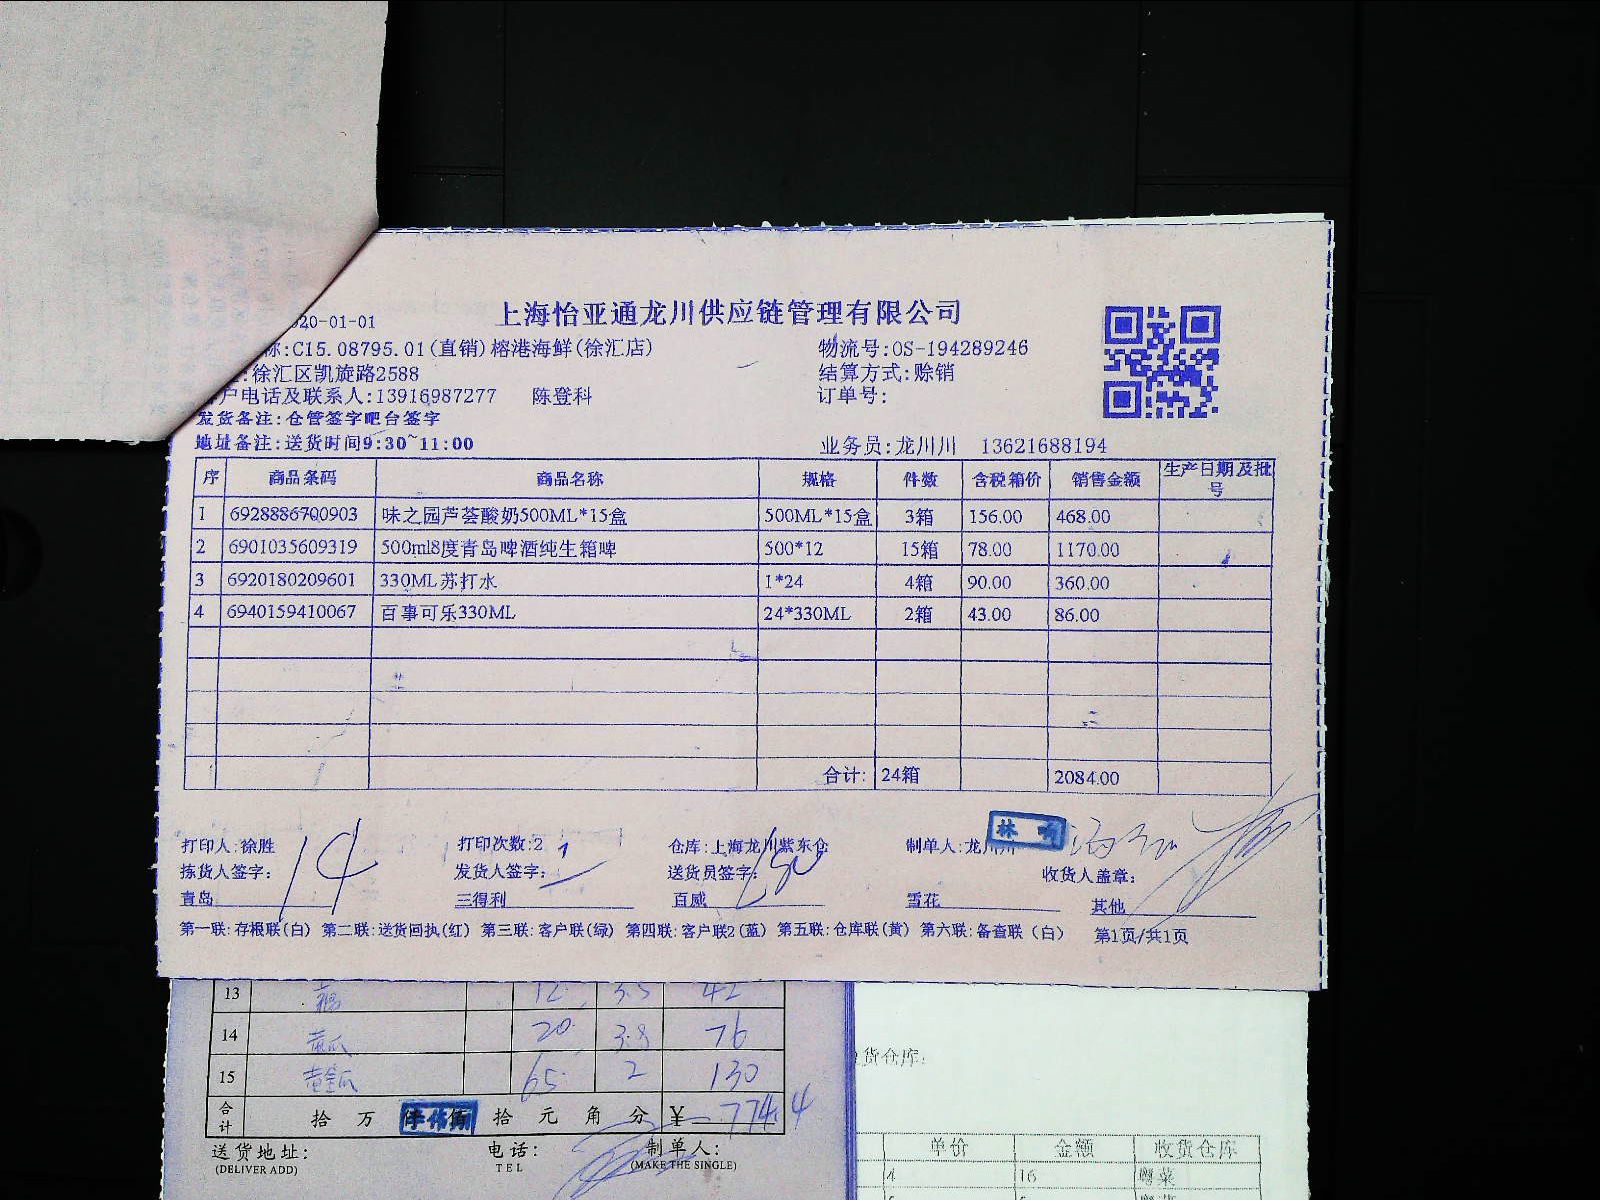 上海怡亚通龙川供应链管理有限公司
20-01-01
称:C15.08795.01(直销)榕港海鲜(徐汇店) 物流号:OS-194289246
:徐汇区凯旋路2588 结算方式:赊销
户电话及联系人:13916987277 陈登科 订单号:
发货备注:仓管签字吧台签字
地址备注:送货时间9:30~11:00 业务员:龙川川 13621688194
序 商品条码 商品名称 规格 件数 含税箱价 销售金额 生产日期及批号
1 6928886700903 味之园芦荟酸奶500ML*15盒 500ML*15盒 3箱 156.00 468.00
2 6901035609319 500ml8度青岛啤酒纯生箱啤 500*12 15箱 78.00 1170.00
3 6920180209601 330ML苏打水 1*24 4箱 90.00 360.00
4 6940159410067 百事可乐330ML 24*330ML 2箱 43.00 86.00
合计: 24箱 2084.00
打印人:徐胜 打印次数:2 仓库:上海龙川紫东仓 制单人:龙川川 林
拣货人签字: 14 发货人签字: 1 送货员签字: 收货人盖章:
青岛 三得利 百威 雪花 其他
第一联:存根联(白) 第二联:送货回执(红) 第三联:客户联(绿) 第四联:客户联2(蓝) 第五联:仓库联(黄) 第六联:备查联(白) 第1页/共1页
13 12 3.5 42
14 黄瓜 20 3.8 76
15 黄金瓜 65 2 130
合计 拾 万 仟 佰 拾 元 角 分 ¥ 774.4
送货地址: 电话: 制单人:
(DELIVER ADD) TEL (MAKE THE SINGLE)
货仓库:
单价 金额 收货仓库
4 16 粤菜